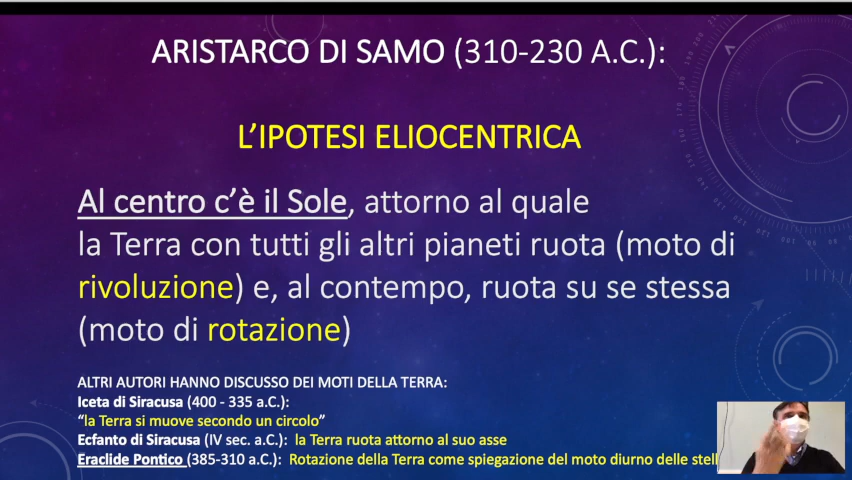 ARISTARCO DI SAMO (310-230 A.C.):
L'IPOTESI ELIOCENTRICA
Al centro c'è il Sole, attorno al quale
la Terra con tutti gli altri pianeti ruota (moto di
rivoluzione) e, al contempo, ruota su se stessa
(moto di rotazione)
ALTRI AUTORI HANNO DISCUSSO DEI MOTI DELLA TERRA:
Iceta di Siracusa (400 - 335 a.C.):
“la Terra si muove secondo un circolo”
Ecfanto di Siracusa (IV sec. a.C.): la Terra ruota attorno al suo asse
Eraclide Pontico (385-310 a.C.): Rotazione della Terra come spiegazione del moto diurno delle